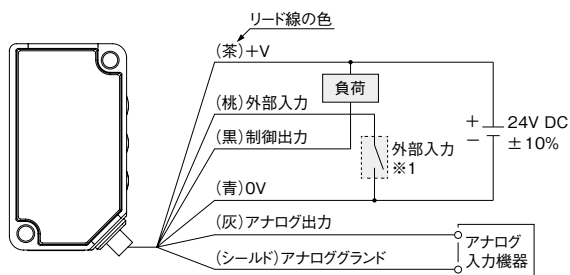 リード線の色
(茶)+V
負荷
(桃)外部入力
(黒)制御出力
外部入力
※1
+
−
24V DC
±10%
(青)0V
(灰)アナログ出力
(シールド)アナロググランド
アナログ
入力機器